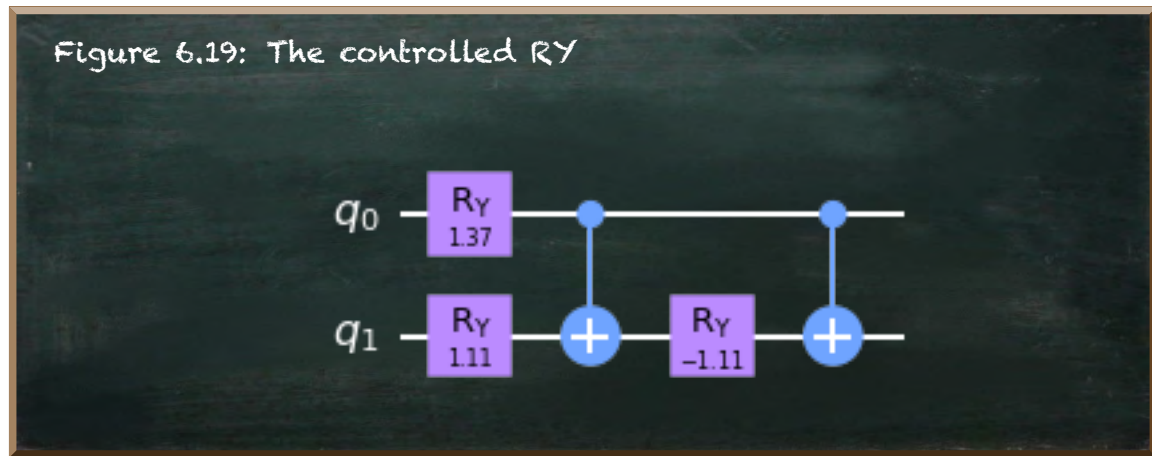 Figure 6.19: The controlled RY
q0
RY
1.37
q1
RY
1.11
RY
−1.11